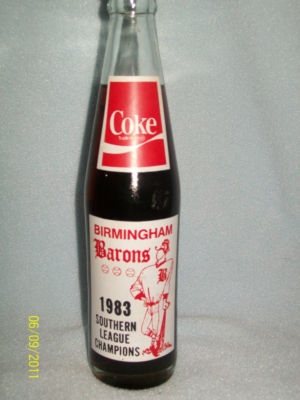 Coke
BIRMINGHAM
Barons
B
1983
SOUTHERN
LEAGUE
CHAMPIONS
06/09/2011